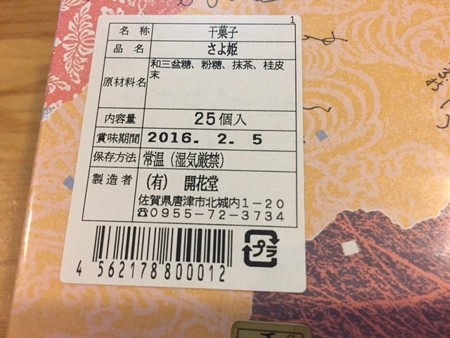 1
名 称 干菓子
品 名 さよ姫
原材料名 和三盆糖、粉糖、抹茶、桂皮
末
内容量 25個入
賞味期間 2016. 2. 5
保存方法 常温（湿気厳禁）
製造者 （有） 開花堂
佐賀県唐津市北城内1-20
☎0955-72-3734
4 562178 800012
プラ